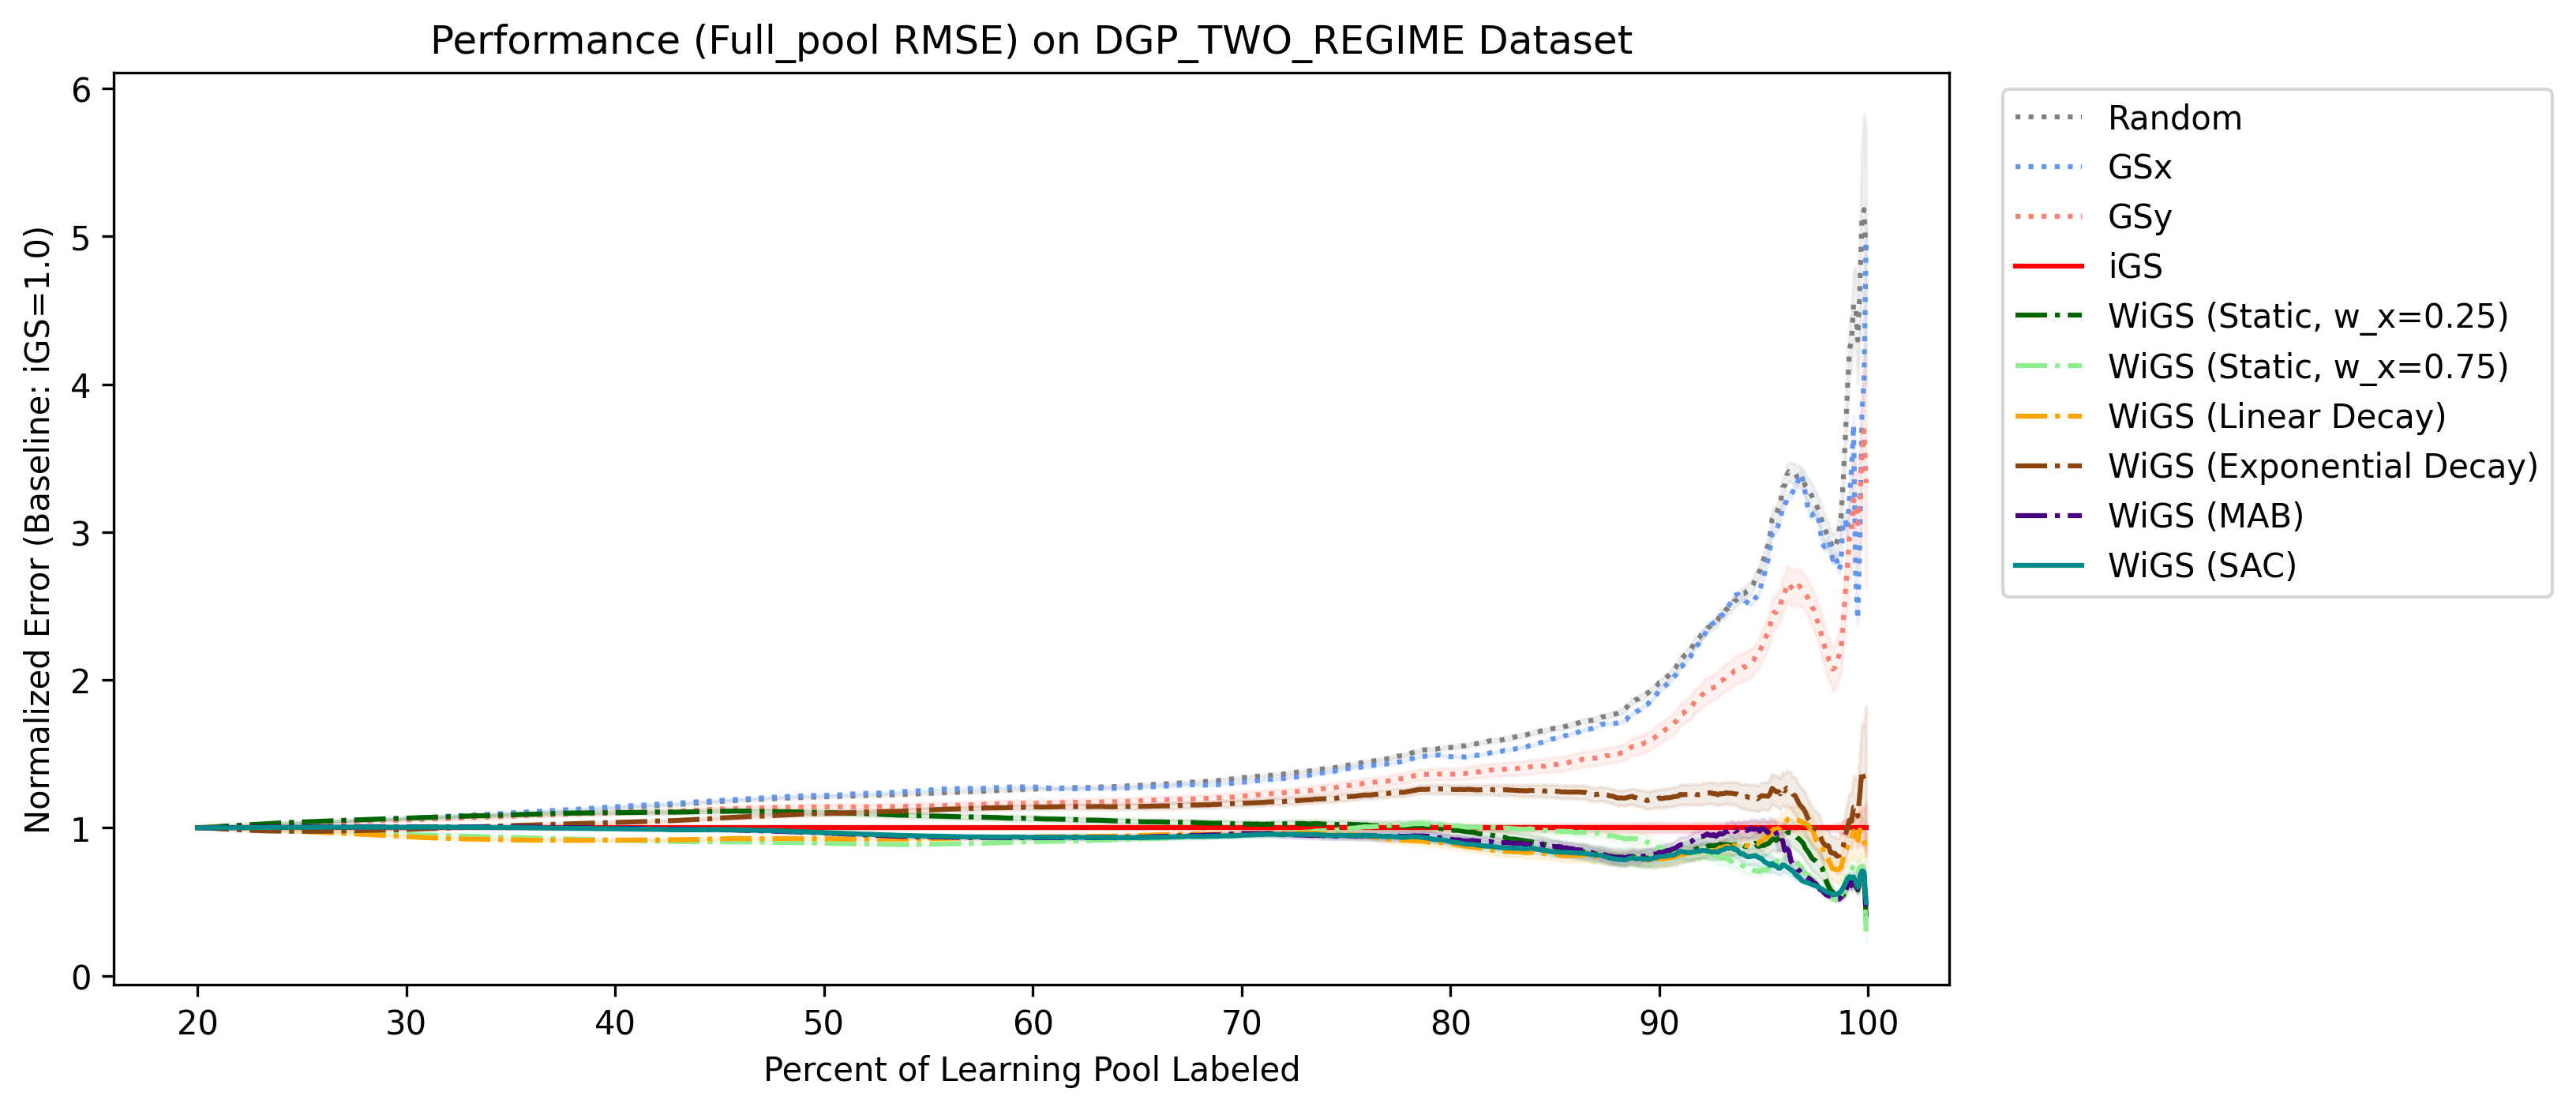 Performance (Full_pool RMSE) on DGP_TWO_REGIME Dataset
Normalized Error (Baseline: iGS=1.0)
6
5
4
3
2
1
0
20 30 40 50 60 70 80 90 100
Percent of Learning Pool Labeled
Random
GSx
GSy
iGS
WiGS (Static, w_x=0.25)
WiGS (Static, w_x=0.75)
WiGS (Linear Decay)
WiGS (Exponential Decay)
WiGS (MAB)
WiGS (SAC)